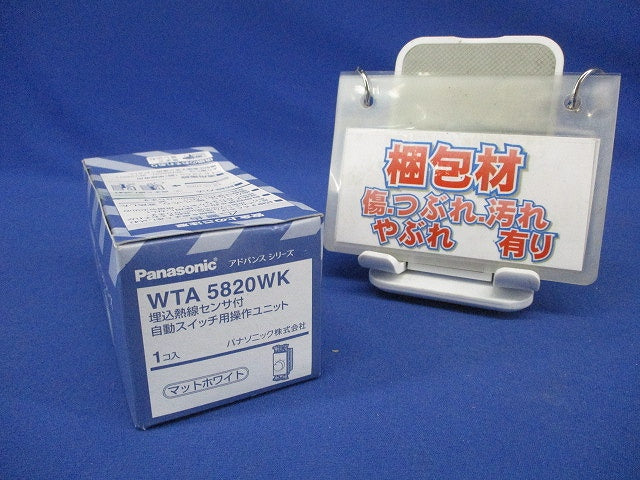 Panasonic アドバンスシリーズ
WTA 5820WK
埋込熱線センサ付
自動スイッチ用操作ユニット
1コ入
パナソニック株式会社
マットホワイト
梱包材
傷.つぶれ.汚れ
やぶれ 有り